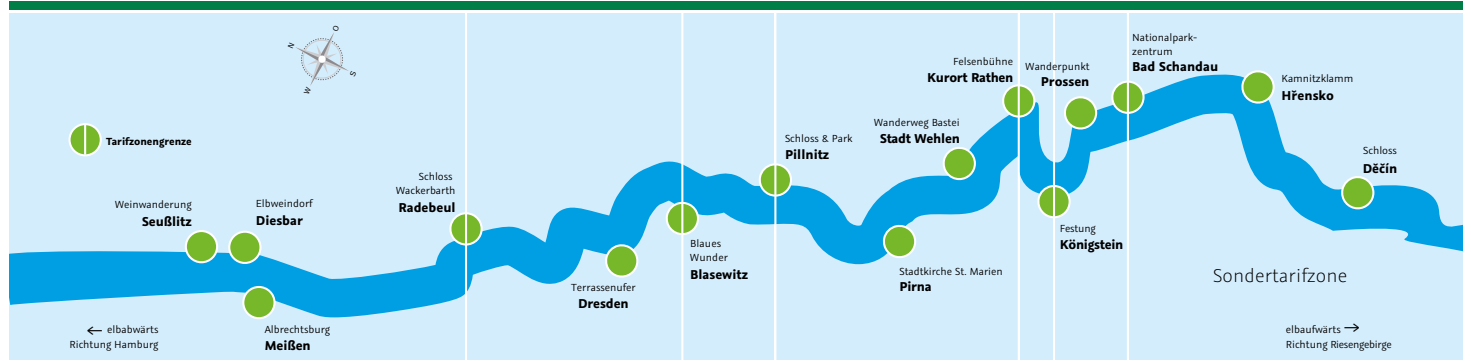 N
O
S
W
Tarifzonengrenze
Weinwanderung
Seußlitz
Elbweindorf
Diesbar
Albrechtsburg
Meißen
Schloss
Wackerbarth
Radebeul
Terrassenufer
Dresden
Blaues
Wunder
Blasewitz
Schloss & Park
Pillnitz
Stadtkirche St. Marien
Pirna
Wanderweg Bastei
Stadt Wehlen
Felsenbühne
Kurort Rathen
Festung
Königstein
Wanderpunkt
Prossen
Nationalpark-
zentrum
Bad Schandau
Kamnitzklamm
Hřensko
Schloss
Děčín
Sondertarifzone
← elbabwärts
Richtung Hamburg
elbaufwärts →
Richtung Riesengebirge